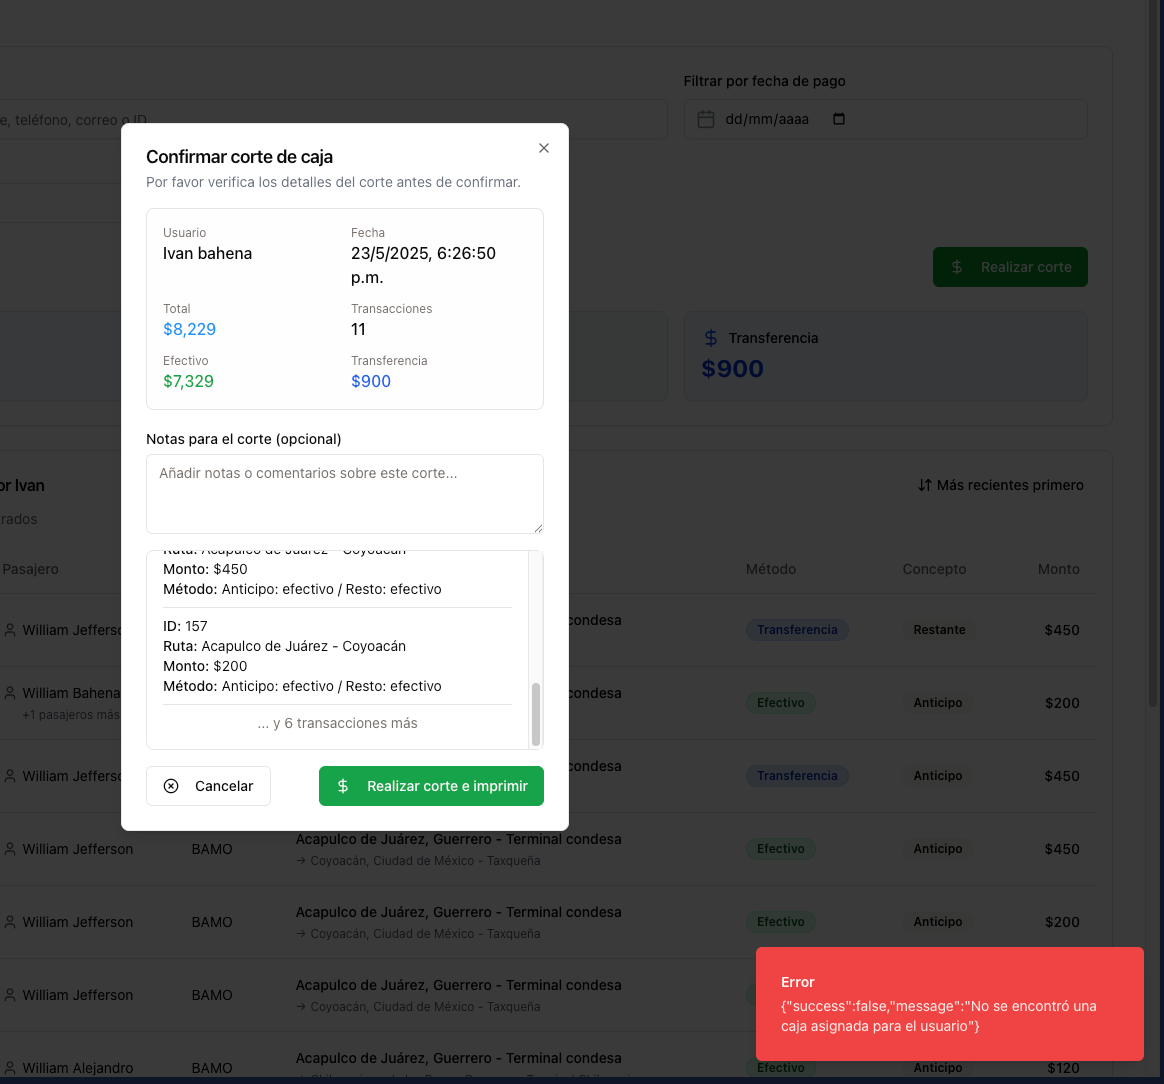 Filtrar por fecha de pago
e, teléfono, correo o ID
dd/mm/aaaa
Confirmar corte de caja
Por favor verifica los detalles del corte antes de confirmar.
Usuario
Ivan bahena
Fecha
23/5/2025, 6:26:50
p.m.
Total
$8,229
Transacciones
11
Efectivo
$7,329
Transferencia
$900
Notas para el corte (opcional)
Añadir notas o comentarios sobre este corte...
Ruta: Acapulco de Juárez - Coyoacán
Monto: $450
Método: Anticipo: efectivo / Resto: efectivo
ID: 157
Ruta: Acapulco de Juárez - Coyoacán
Monto: $200
Método: Anticipo: efectivo / Resto: efectivo
... y 6 transacciones más
Cancelar
Realizar corte e imprimir
Realizar corte
Transferencia
$900
or Ivan
Más recientes primero
rados
Pasajero
Método
Concepto
Monto
William Jefferso
condesa
Transferencia
Restante
$450
William Bahena
+1 pasajeros más
condesa
Efectivo
Anticipo
$200
William Jefferso
condesa
Transferencia
Anticipo
$450
William Jefferson
BAMO
Acapulco de Juárez, Guerrero - Terminal condesa
→ Coyoacán, Ciudad de México - Taxqueña
Efectivo
Anticipo
$450
William Jefferson
BAMO
Acapulco de Juárez, Guerrero - Terminal condesa
→ Coyoacán, Ciudad de México - Taxqueña
Efectivo
Anticipo
$200
William Jefferson
BAMO
Acapulco de Juárez, Guerrero - Terminal condesa
→ Coyoacán, Ciudad de México - Taxqueña
William Alejandro
BAMO
Acapulco de Juárez, Guerrero - Terminal condesa
Efectivo
Anticipo
$120
Error
{"success":false,"message":"No se encontró una
caja asignada para el usuario"}